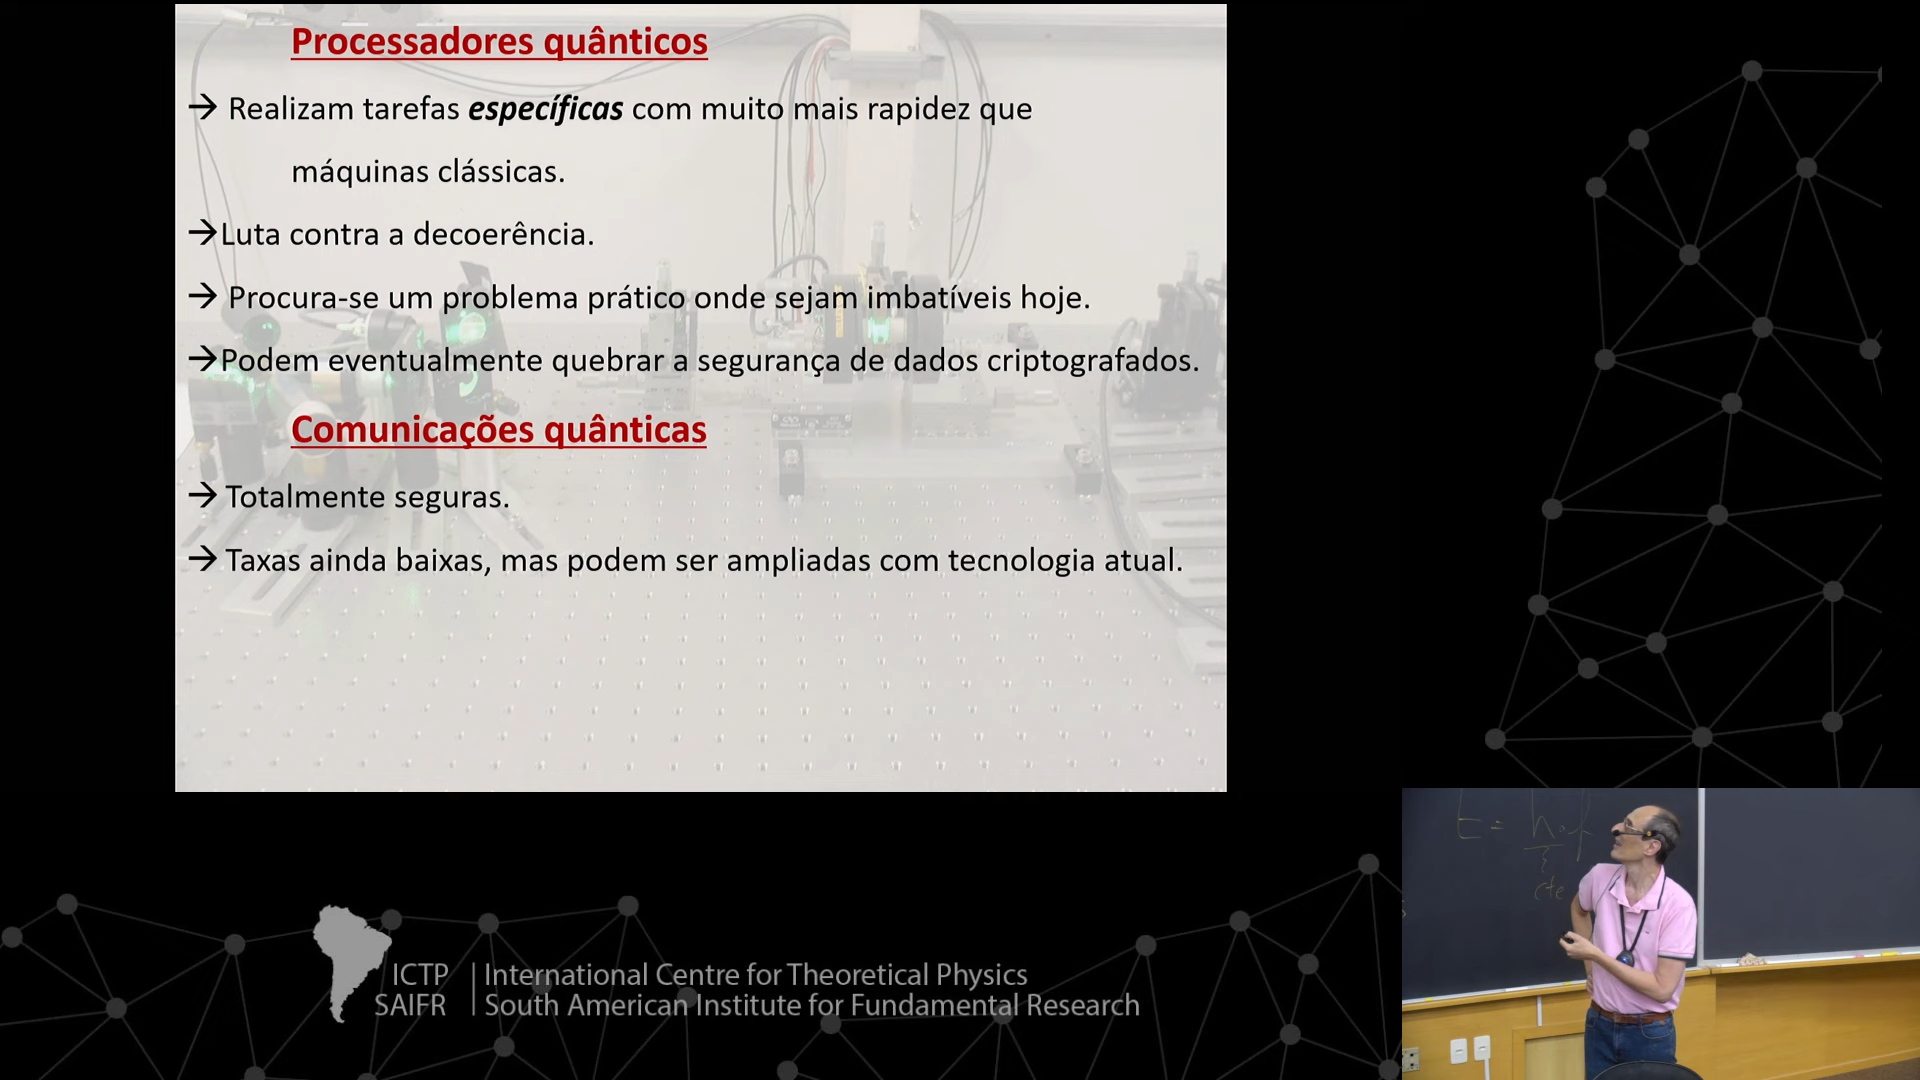 Processadores quânticos
→ Realizam tarefas específicas com muito mais rapidez que
máquinas clássicas.
→Luta contra a decoerência.
→ Procura-se um problema prático onde sejam imbatíveis hoje.
→Podem eventualmente quebrar a segurança de dados criptografados.
Comunicações quânticas
→ Totalmente seguras.
→ Taxas ainda baixas, mas podem ser ampliadas com tecnologia atual.
E = h.f
cte
ICTP | International Centre for Theoretical Physics
SAIFR | South American Institute for Fundamental Research